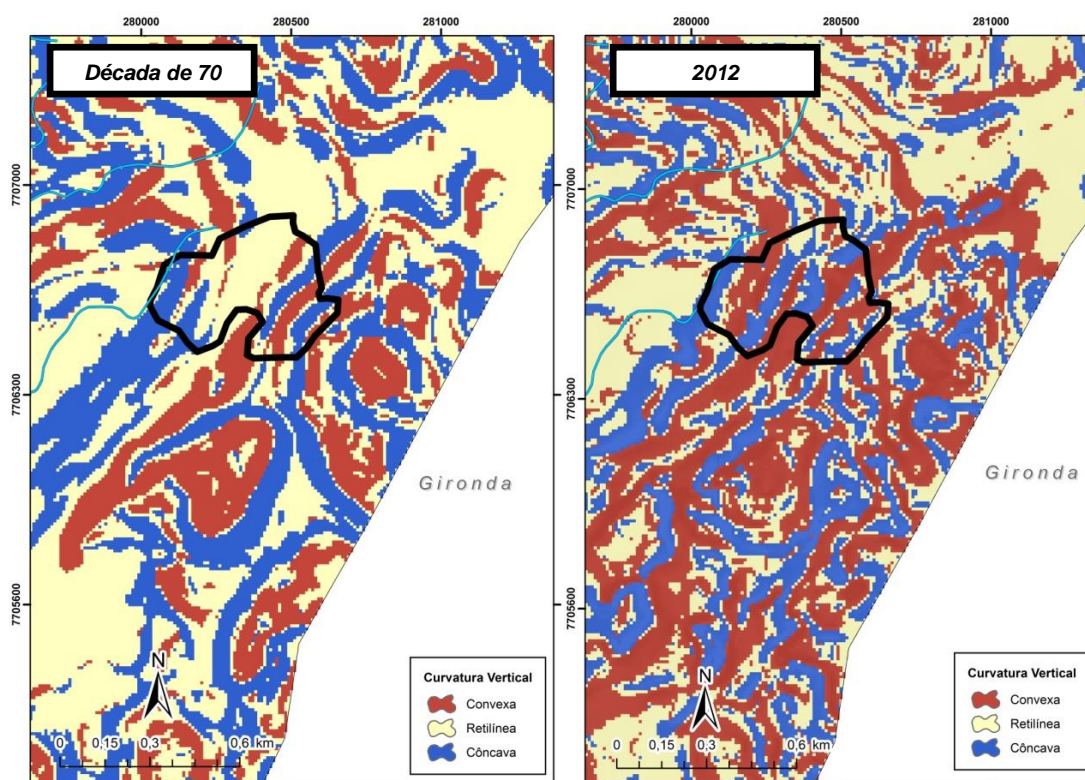 280000 280500 281000
Década de 70
7707000
7706300
7705600
Gironda
N
0 0,15 0,3 0,6 km
Curvatura Vertical
Convexa
Retilínea
Côncava
280000 280500 281000
2012
7707000
7706300
7705600
Gironda
N
0 0,15 0,3 0,6 km
Curvatura Vertical
Convexa
Retilínea
Côncava